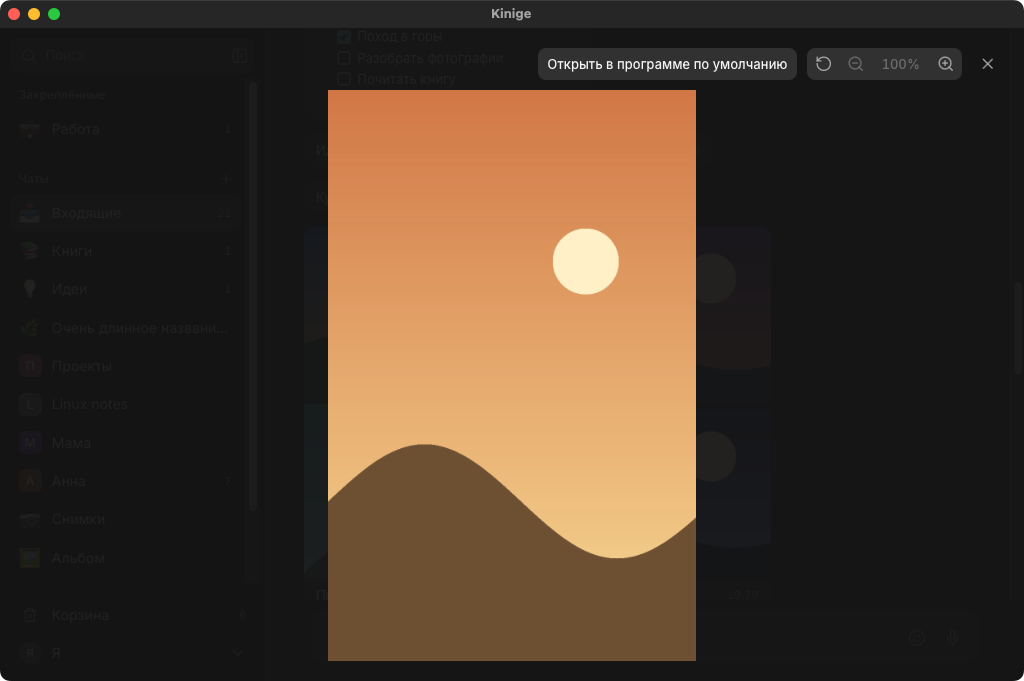 Kinige
Поход в горы
Поиск
Разобрать фотографии
Открыть в программе по умолчанию
100%
Почитать книгу
Закреплённые
Работа
Чаты
Входящие
Книги
Идеи
Очень длинное названи...
П Проекты
L Linux notes
М Мама
А Анна
Снимки
Альбом
Корзина
Я Я